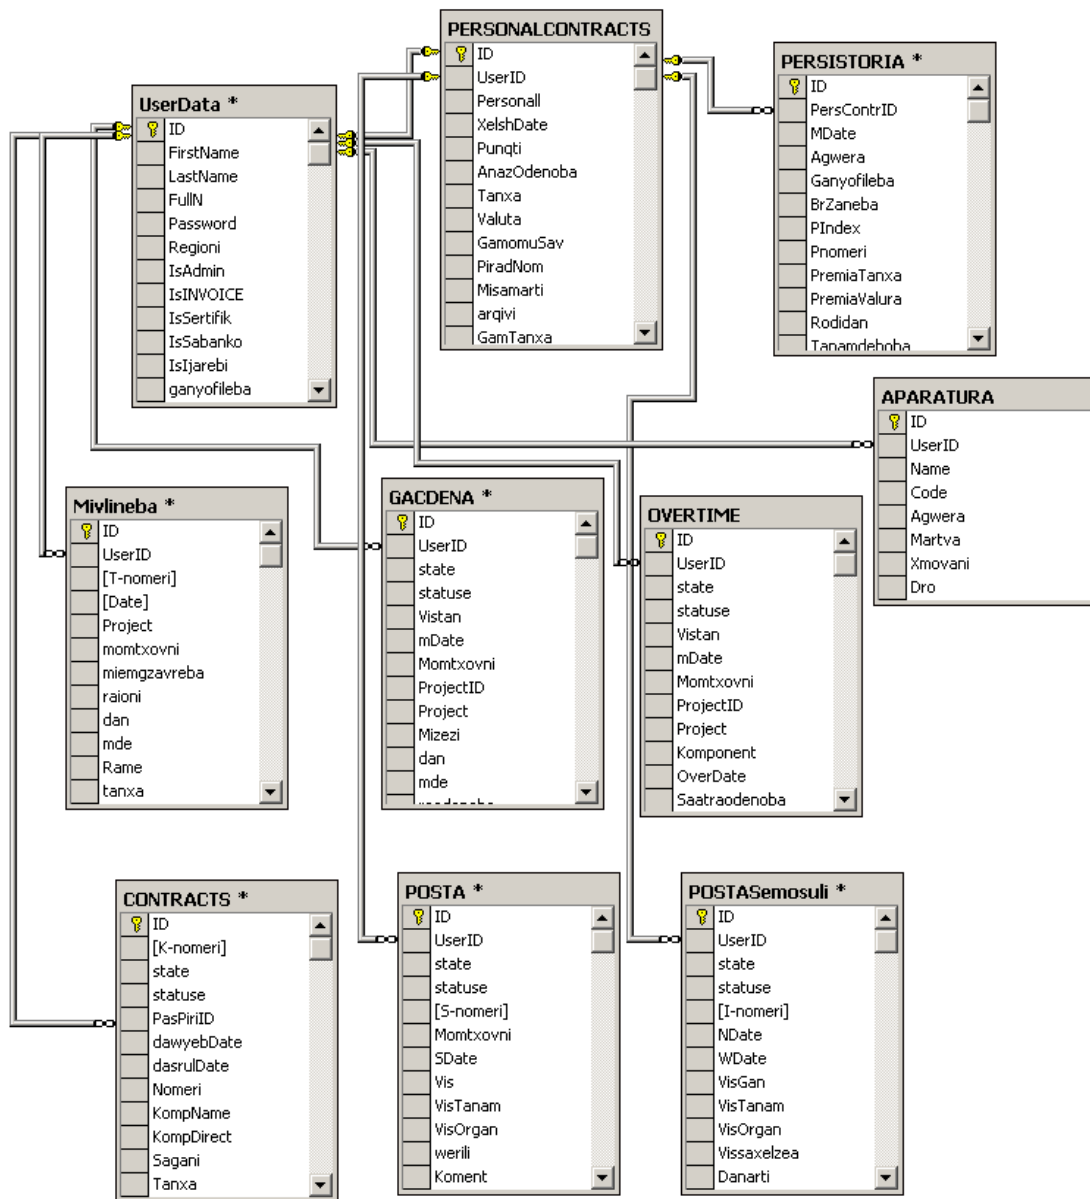 PERSONALCONTRACTS
ID
UserID
Personall
XelshDate
Punqti
AnazOdenoba
Tanxa
Valuta
GamomuSav
PiradNom
Misamarti
arqivi
GamTanxa
PERSISTORIA *
ID
PersContrID
MDate
Agwera
Ganyofileba
BrZaneba
PIndex
Pnomeri
PremiaTanxa
PremiaValura
Rodidan
Tanamdeboba
UserData *
ID
FirstName
LastName
FullN
Password
Regioni
IsAdmin
IsINVOICE
IsSertifik
IsSabanko
IsIjarebi
ganyofileba
APARATURA
ID
UserID
Name
Code
Agwera
Martva
Xmovani
Dro
Mivlineba *
ID
UserID
[T-nomeri]
[Date]
Project
momtxovni
miemgzavreba
raioni
dan
mde
Rame
tanxa
GACDENA *
ID
UserID
state
statuse
Vistan
mDate
Momtxovni
ProjectID
Project
Mizezi
dan
mde
OVERTIME
ID
UserID
state
statuse
Vistan
mDate
Momtxovni
ProjectID
Project
Komponent
OverDate
Saatraodenoba
CONTRACTS *
ID
[K-nomeri]
state
statuse
PasPiriID
dawyebDate
dasrulDate
Nomeri
KompName
KompDirect
Sagani
Tanxa
POSTA *
ID
UserID
state
statuse
[S-nomeri]
Momtxovni
SDate
Vis
VisTanam
VisOrgan
werili
Koment
POSTASemosuli *
ID
UserID
state
statuse
[I-nomeri]
NDate
WDate
VisGan
VisTanam
VisOrgan
Vissaxelzea
Danarti